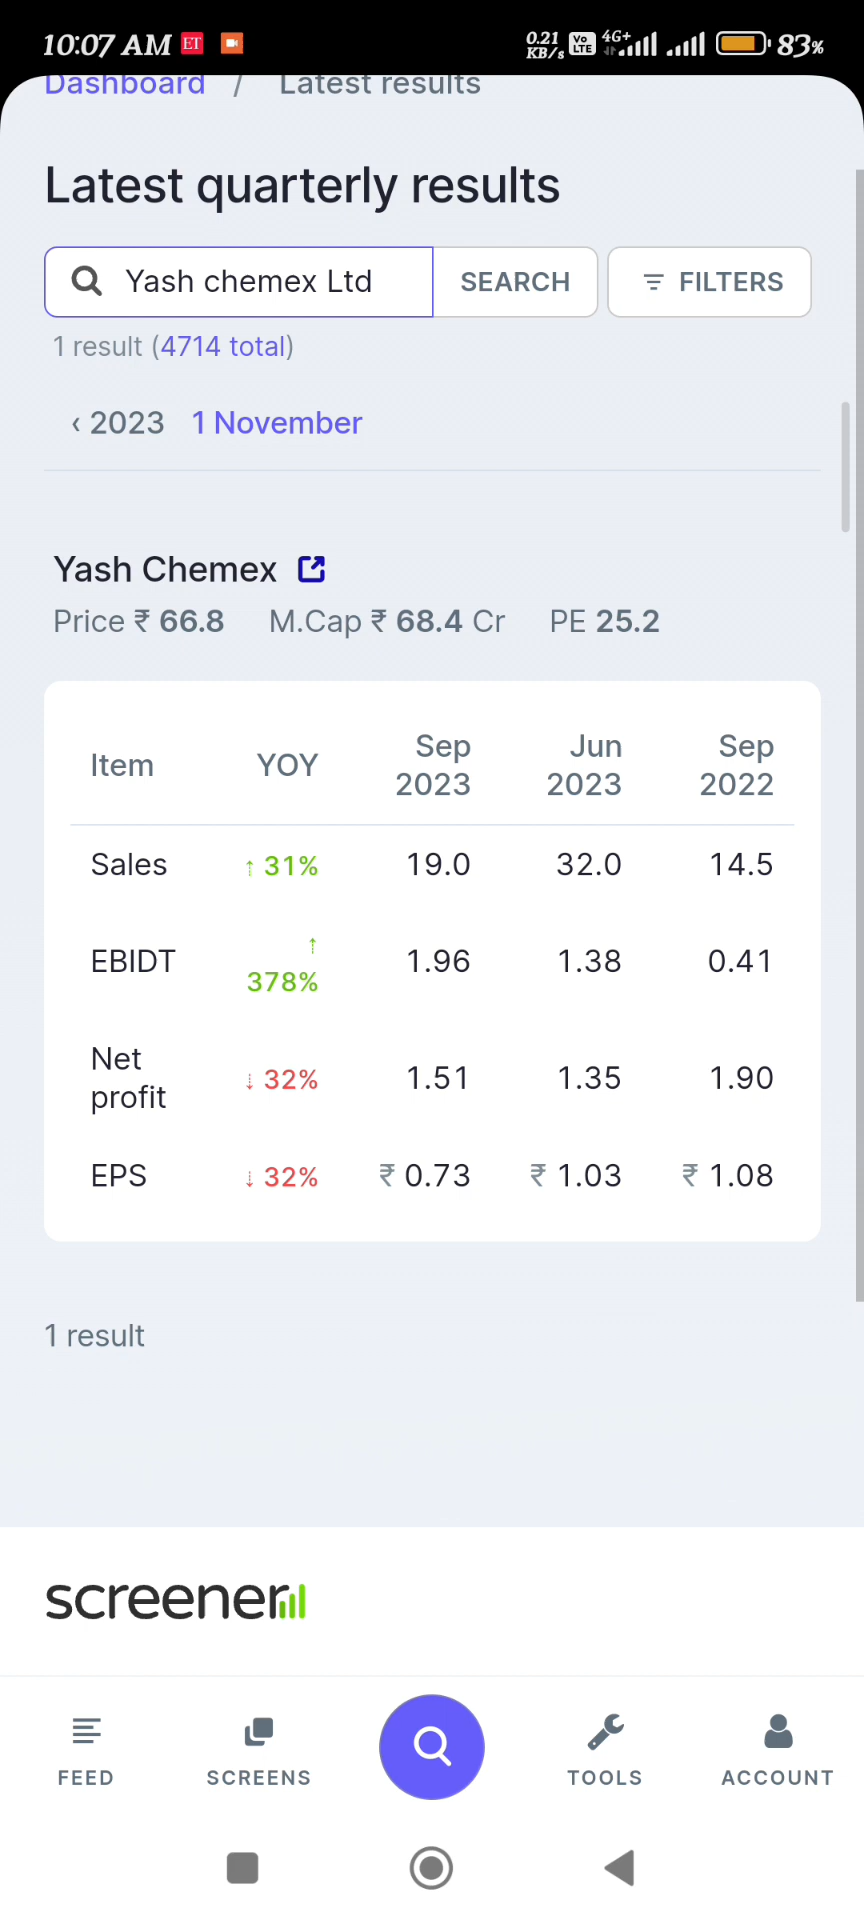 10:07 AM ET 0.21 KB/s Vo LTE 4G+ 83%
Dashboard / Latest results
Latest quarterly results
Yash chemex Ltd SEARCH FILTERS
1 result (4714 total)
‹ 2023 1 November
Yash Chemex
Price ₹ 66.8 M.Cap ₹ 68.4 Cr PE 25.2
Item YOY Sep 2023 Jun 2023 Sep 2022
Sales ↑ 31% 19.0 32.0 14.5
EBIDT ↑ 378% 1.96 1.38 0.41
Net profit ↓ 32% 1.51 1.35 1.90
EPS ↓ 32% ₹ 0.73 ₹ 1.03 ₹ 1.08
1 result
screener
FEED SCREENS TOOLS ACCOUNT